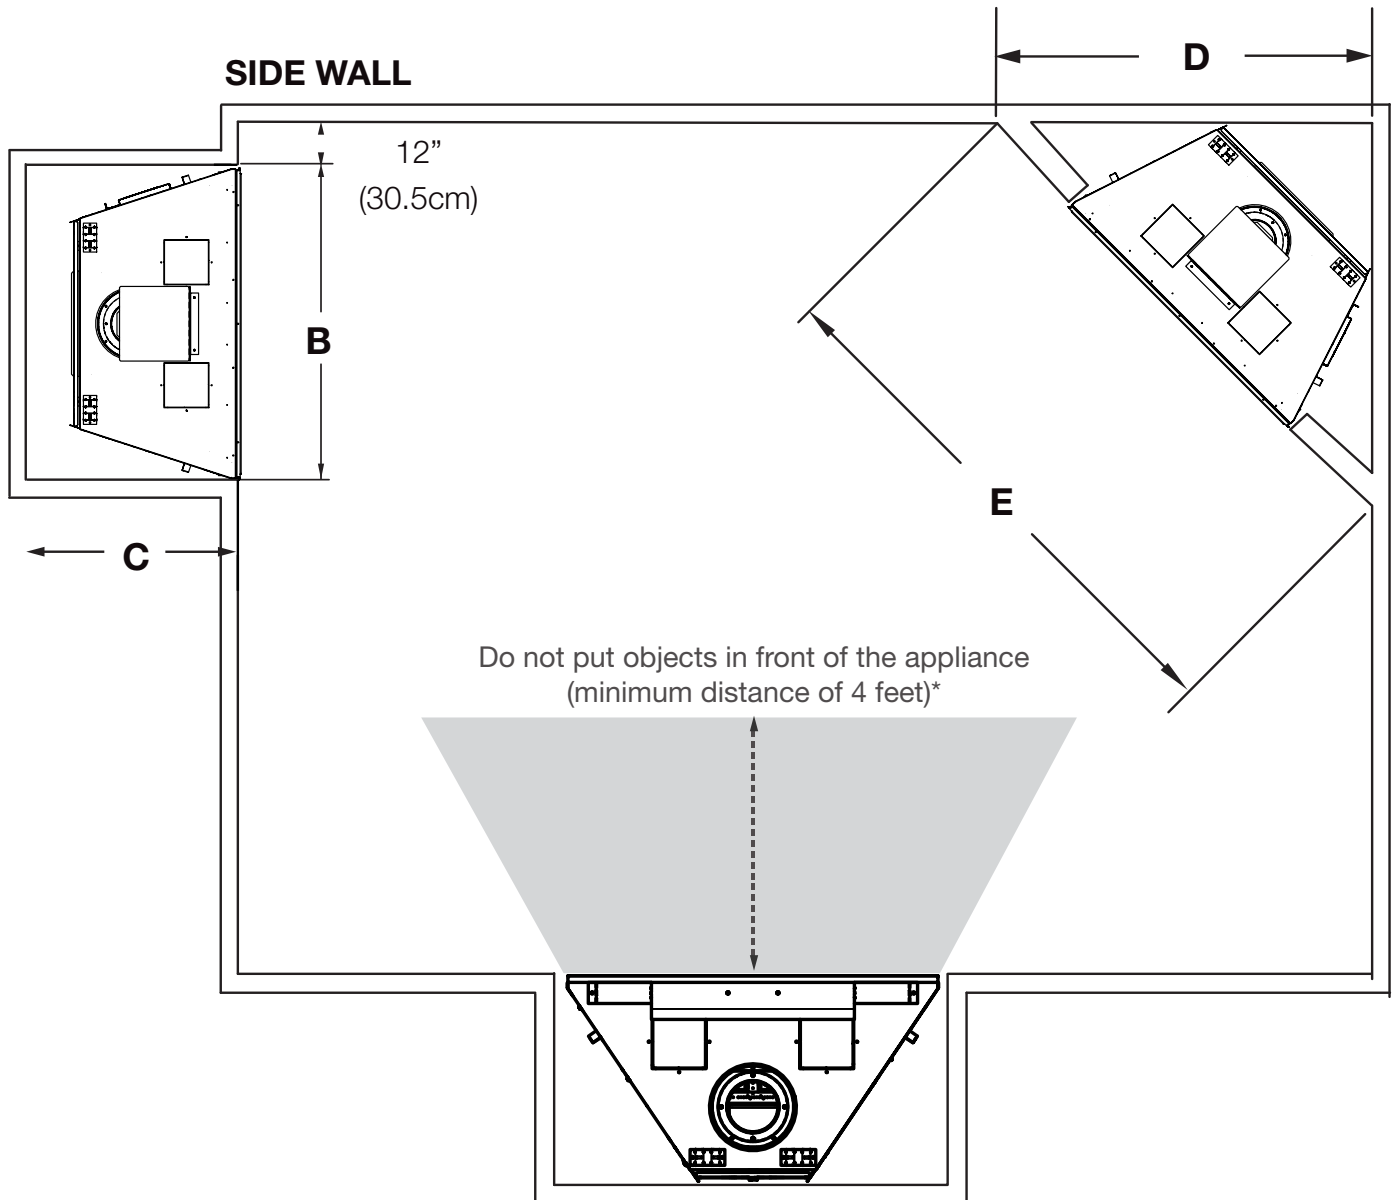 D
SIDE WALL
12”
(30.5cm)
B
E
C
Do not put objects in front of the appliance
(minimum distance of 4 feet)*